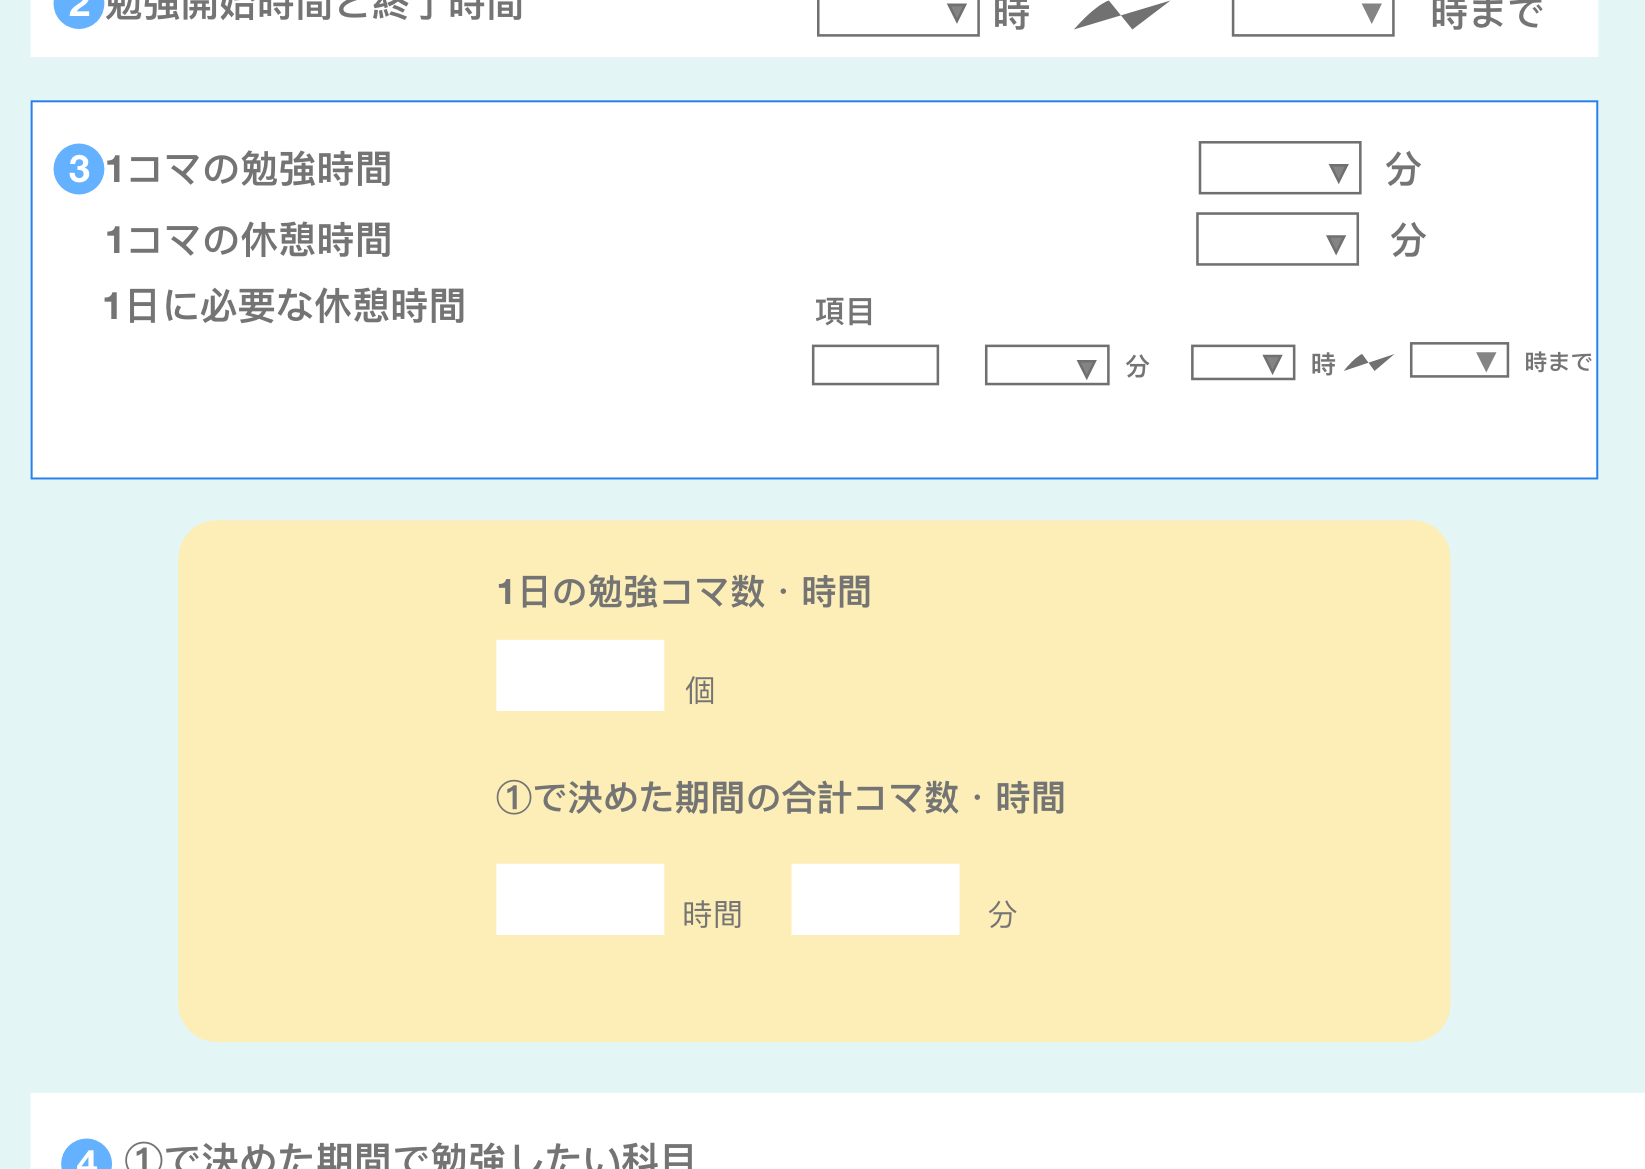 2 勉強開始時間と終了時間 ▼ 時 ▼ 時まで
3 1コマの勉強時間 ▼ 分
1コマの休憩時間 ▼ 分
1日に必要な休憩時間
項目
▼ 分 ▼ 時 ▼ 時まで
1日の勉強コマ数・時間
個
①で決めた期間の合計コマ数・時間
時間 分
4 ①で決めた期間で勉強したい科目